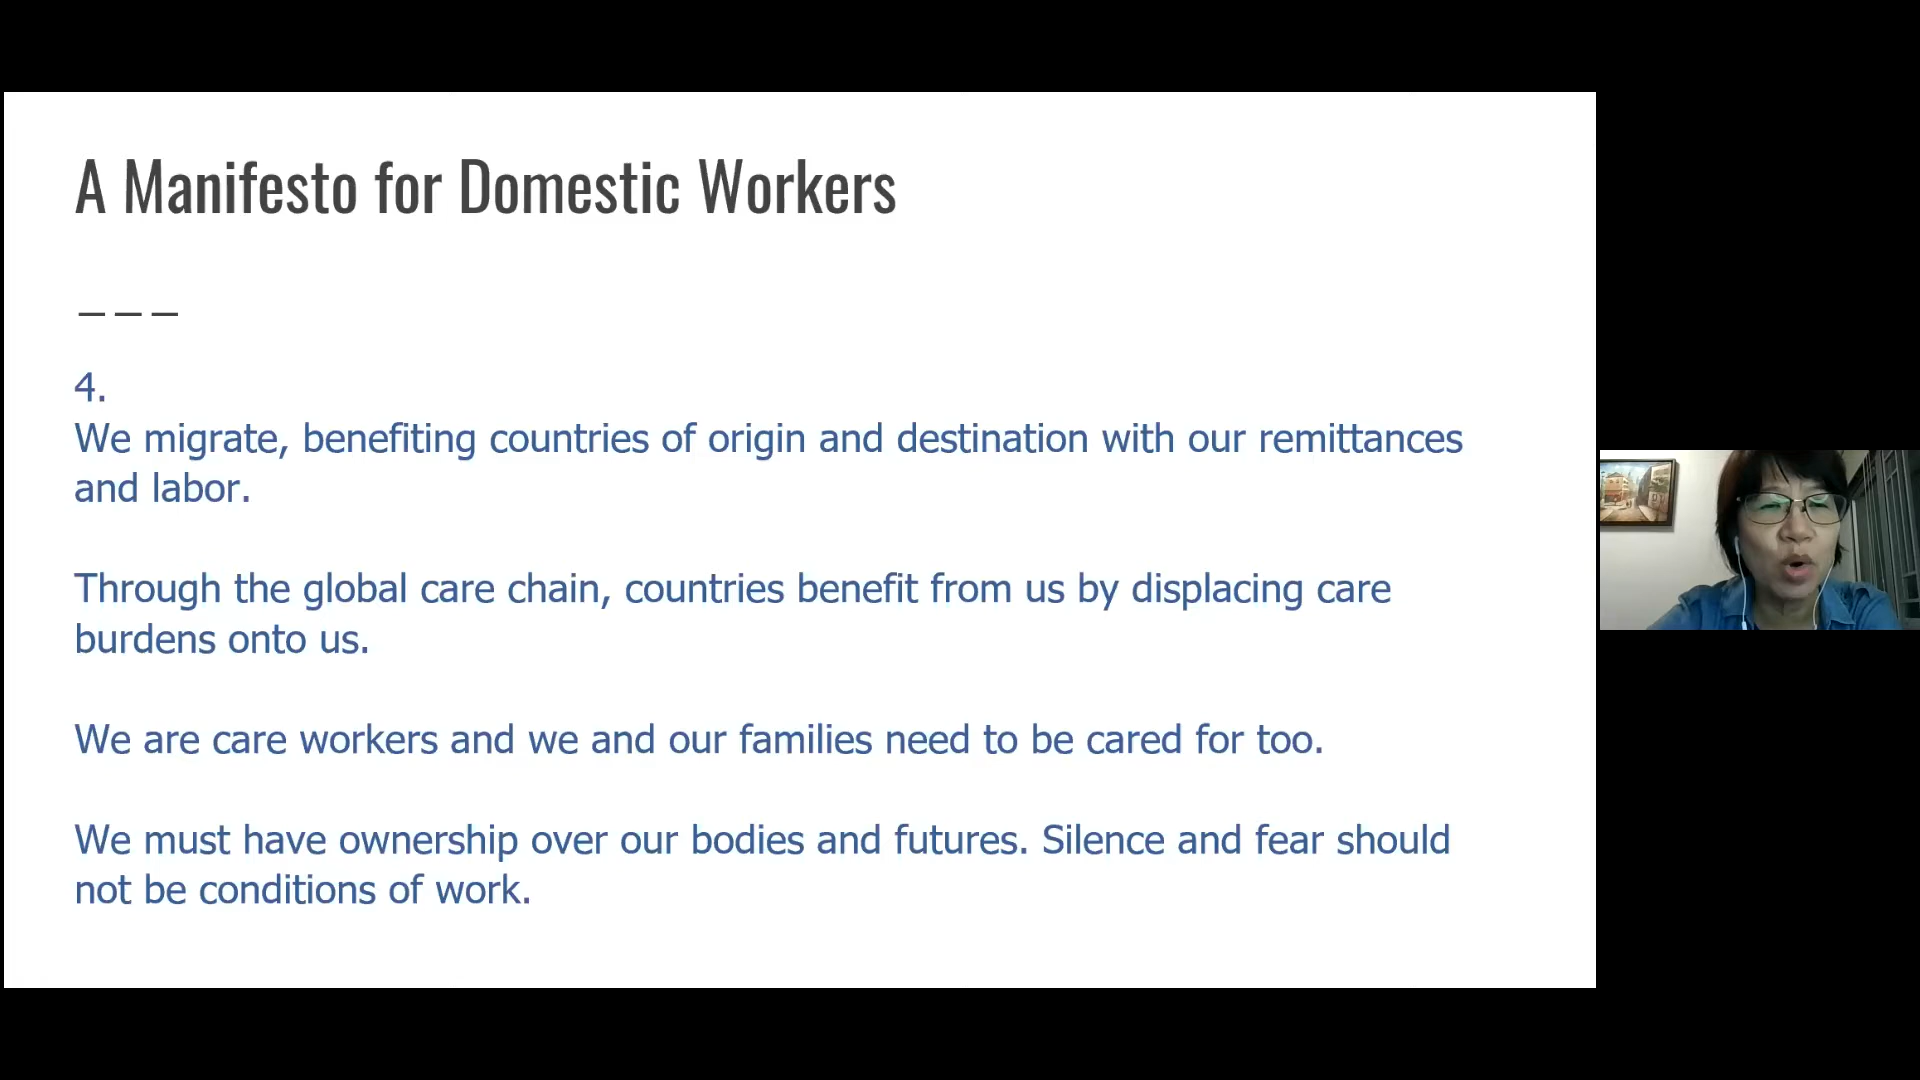 A Manifesto for Domestic Workers
———
4.
We migrate, benefiting countries of origin and destination with our remittances
and labor.
Through the global care chain, countries benefit from us by displacing care
burdens onto us.
We are care workers and we and our families need to be cared for too.
We must have ownership over our bodies and futures. Silence and fear should
not be conditions of work.